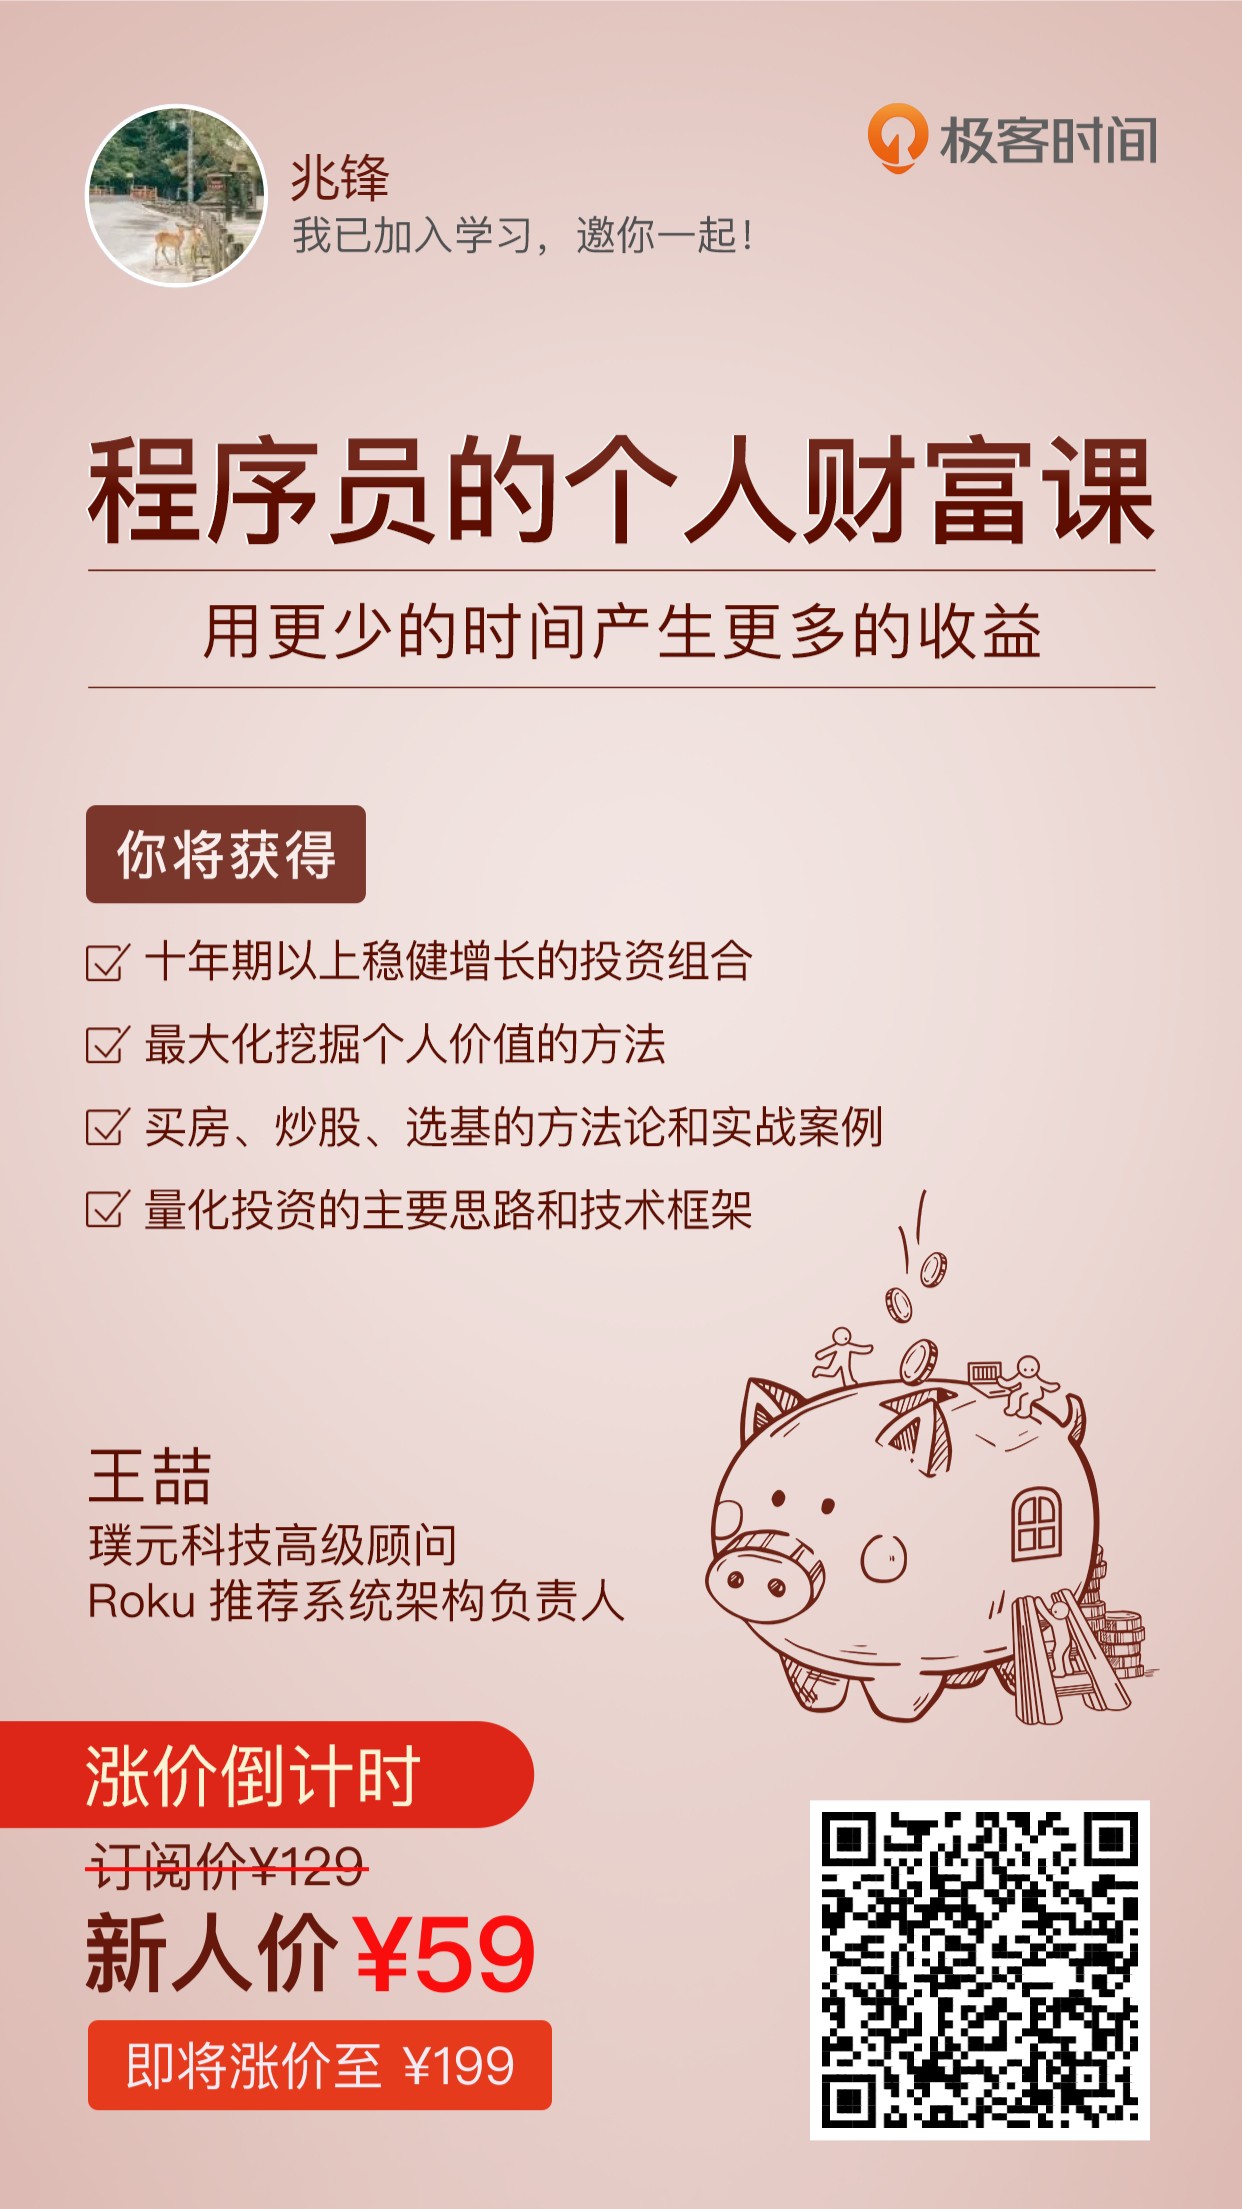 极客时间
兆锋
我已加入学习，邀你一起！
程序员的个人财富课
用更少的时间产生更多的收益
你将获得
十年期以上稳健增长的投资组合
最大化挖掘个人价值的方法
买房、炒股、选基的方法论和实战案例
量化投资的主要思路和技术框架
王喆
璞元科技高级顾问
Roku 推荐系统架构负责人
涨价倒计时
订阅价¥129
新人价 ¥59
即将涨价至 ¥199